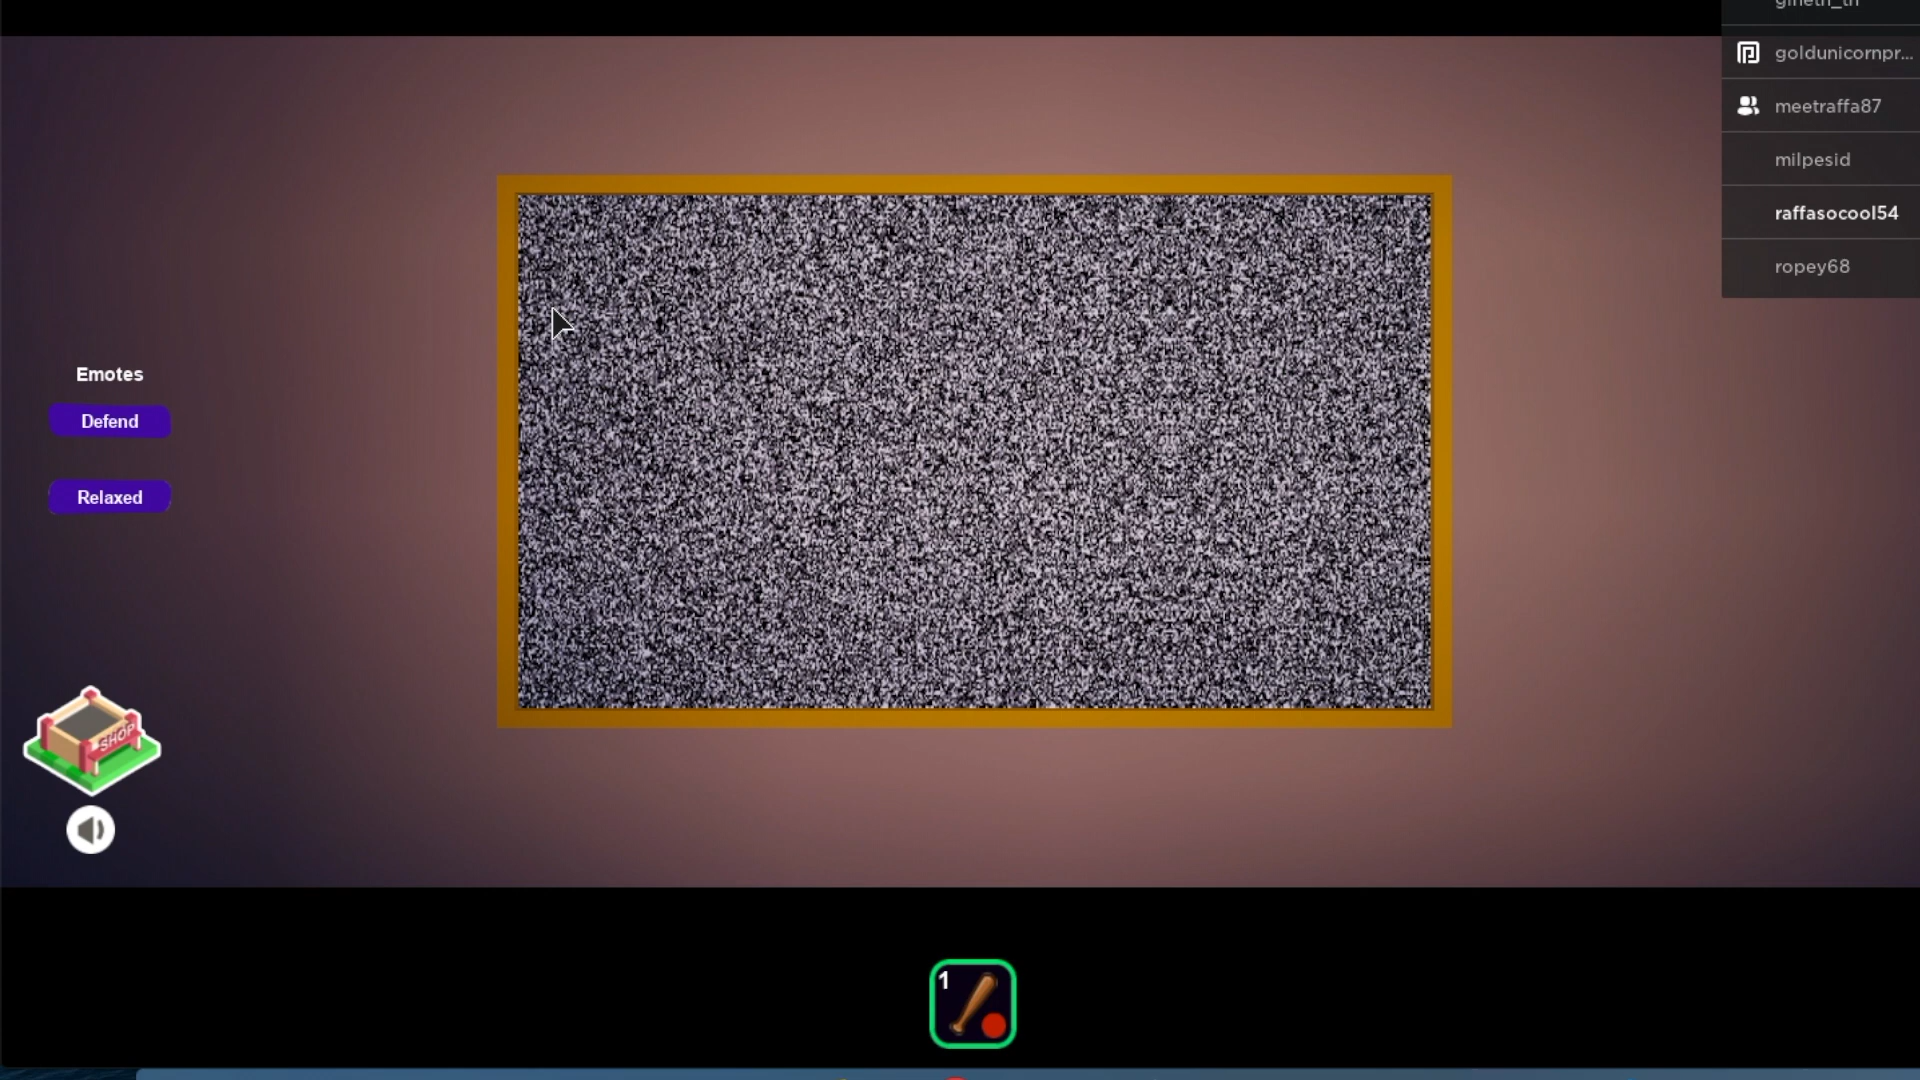 goldunicornpr...
meetraffa87
milpesid
raffasocool54
ropey68
Emotes
Defend
Relaxed
SHOP
1